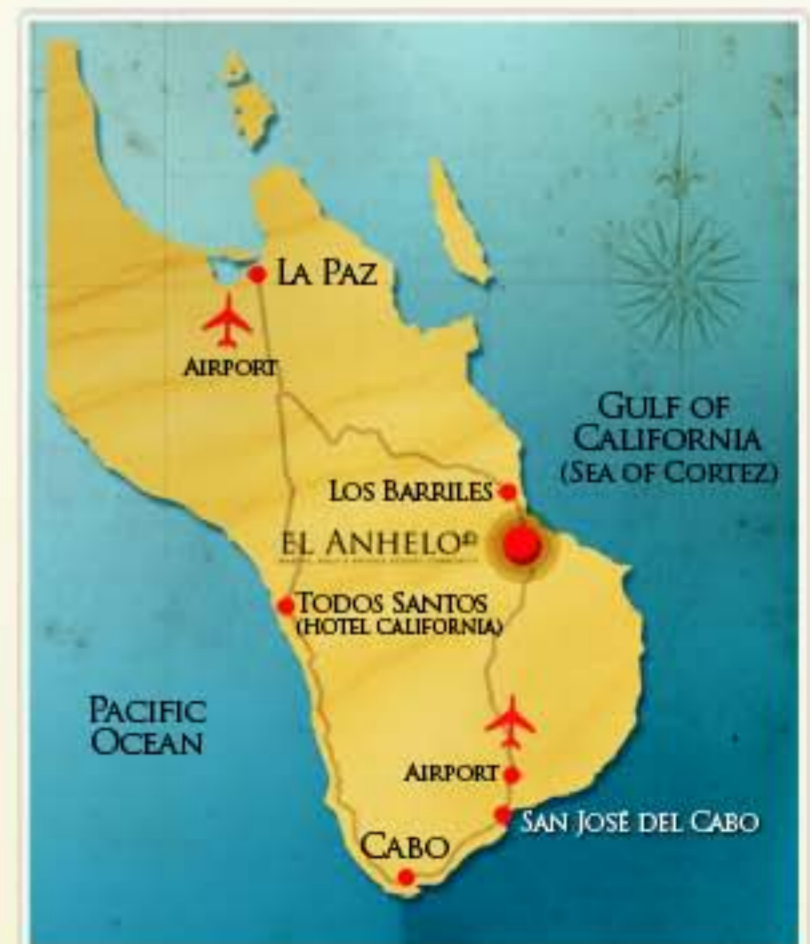 La Paz
Airport
Gulf of
California
(Sea of Cortez)
Los Barriles
El Anhelo
Todos Santos
(Hotel California)
Pacific
Ocean
Airport
San José del Cabo
Cabo